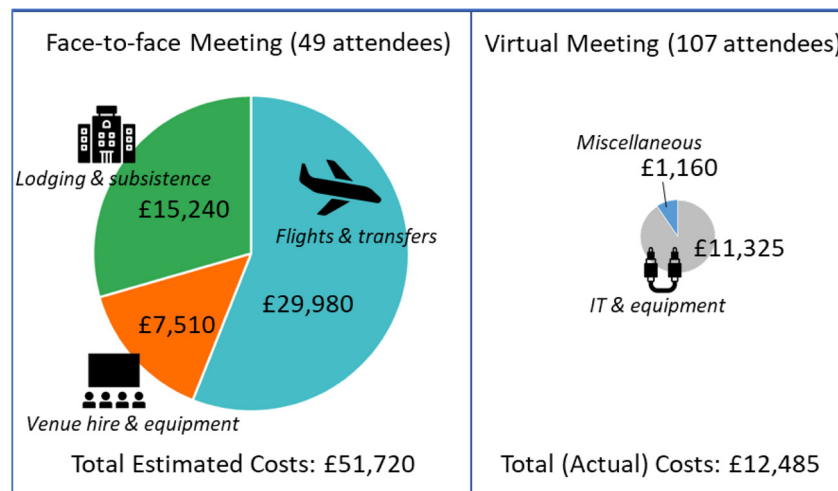 Face-to-face Meeting (49 attendees)
Lodging & subsistence
£15,240
Flights & transfers
£29,980
£7,510
Venue hire & equipment
Total Estimated Costs: £51,720
Virtual Meeting (107 attendees)
Miscellaneous
£1,160
£11,325
IT & equipment
Total (Actual) Costs: £12,485